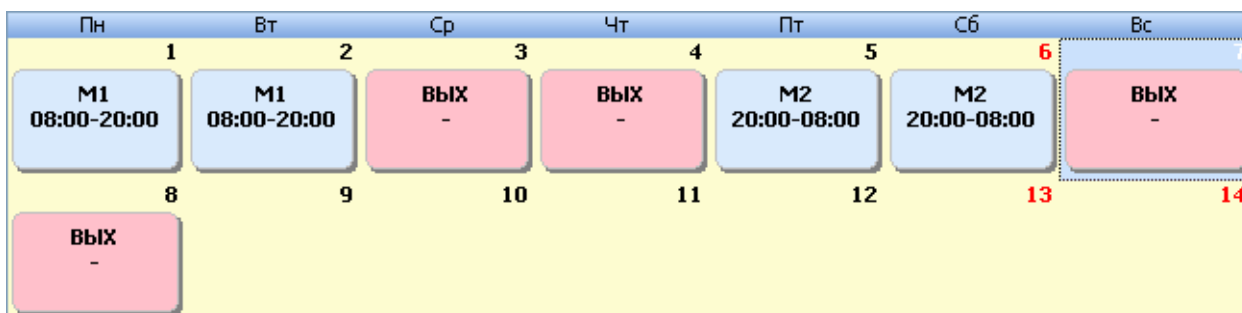 Пн Вт Ср Чт Пт Сб Вс
1 2 3 4 5 6 7
М1 М1 ВЫХ ВЫХ М2 М2 ВЫХ
08:00-20:00 08:00-20:00 - - 20:00-08:00 20:00-08:00 -
8 9 10 11 12 13 14
ВЫХ
-